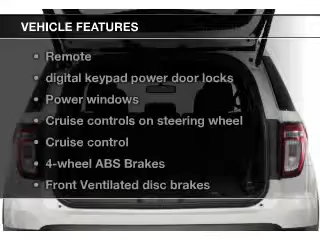 VEHICLE FEATURES
• Remote
• digital keypad power door locks
• Power windows
• Cruise controls on steering wheel
• Cruise control
• 4-wheel ABS Brakes
• Front Ventilated disc brakes